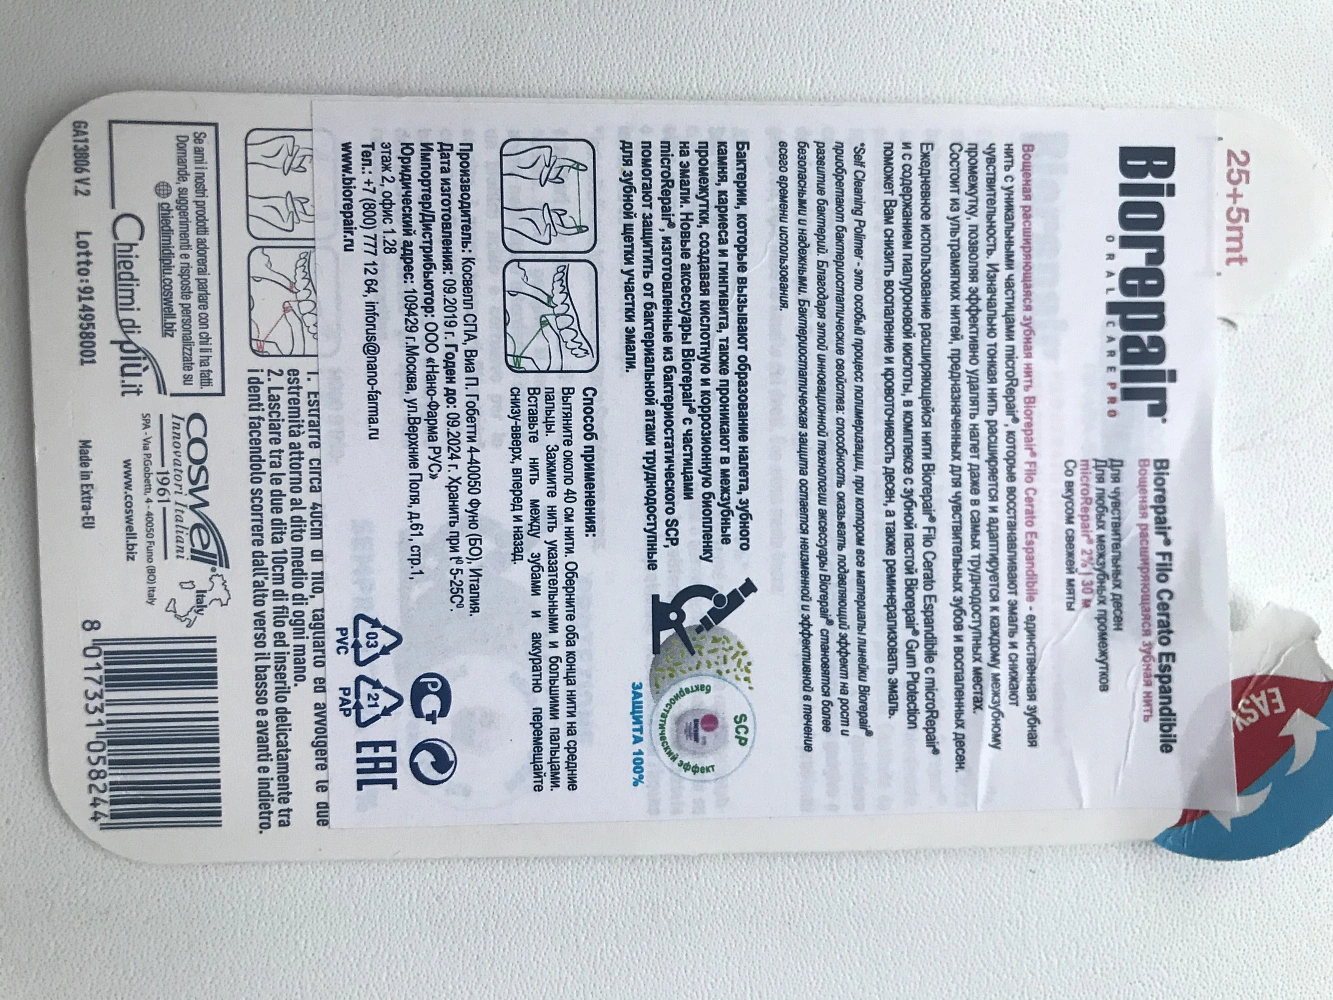 25+5mt
EASY
Biorepair®
ORAL CARE PRO
Biorepair® Filo Cerato Espandibile
Вощеная расширяющаяся зубная нить
Для чувствительных десен
Для любых межзубных промежутков
microRepair® 2% | 30 м
Со вкусом свежей мяты
Вощеная расширяющаяся зубная нить Biorepair® Filo Cerato Espandibile - единственная зубная
нить с уникальными частицами microRepair®, которые восстанавливают эмаль и снижают
чувствительность. Изначально тонкая нить расширяется и адаптируется к каждому межзубному
промежутку, позволяя эффективно удалять налет даже в самых труднодоступных местах.
Состоит из ультрамягких нитей, предназначенных для чувствительных зубов и воспаленных десен.
Ежедневное использование расширяющейся нити Biorepair® Filo Cerato Espandibile с microRepair®
и с содержанием гиалуроновой кислоты, в комплексе с зубной пастой Biorepair® Gum Ptotection
поможет Вам снизить воспаление и кровоточивость десен, а также реминерализовать эмаль.
*Self Cleaning Polimer - это особый процесс полимеризации, при котором все материалы линейки Biorepair®
приобретают бактериостатические свойства: способность оказывать подавляющий эффект на рост и
развитие бактерий. Благодаря этой инновационной технологии аксессуары Biorepair® становятся более
безопасными и надежными. Бактериостатическая защита остается неизменной и эффективной в течение
всего времени использования.
Бактерии, которые вызывают образование налета, зубного
камня, кариеса и гингивита, также проникают в межзубные
промежутки, создавая кислотную и коррозионную биопленку
на эмали. Новые аксессуары Biorepair® с частицами
microRepair®, изготовленные из бактериостатического SCP,
помогают защитить от бактериальной атаки труднодоступные
для зубной щетки участки эмали.
SCP
бактериостатический эффект
ЗАЩИТА 100%
Способ применения:
Вытяните около 40 см нити. Оберните оба конца нити на средние
пальцы. Зажмите нить указательными и большими пальцами.
Вставьте нить между зубами и аккуратно перемещайте
снизу-вверх, вперед и назад.
Производитель: Косвелл СПА, Виа П. Гобетти 4-40050 Фуно (БО), Италия.
Дата изготовления: 09.2019 г. Годен до: 09.2024 г. Хранить при t° 5-25C°.
Импортер/Дистрибьютор: ООО «Нано-Фарма РУС»
Юридический адрес: 109429 г.Москва, ул.Верхние Поля, д.61, стр.1,
этаж 2, офис 1.28
Тел.: +7 (800) 777 12 64, inforus@nano-farma.ru
www.biorepair.ru
РСТ
03
PVC
21
PAP
EAC
1. Estrarre circa 40cm di filo, tagliarlo ed avvolgere le due
estremità attorno al dito medio di ogni mano.
2. Lasciare tra le due dita 10cm di filo ed inserilo delicatamente tra
i denti facendolo scorrere dall'alto verso il basso e avanti e indietro.
Se ami i nostri prodotti adorerai parlare con chi li ha fatti
Domande, suggerimenti e risposte personalizzate su
chiedimidipiu.coswell.biz
Chiedimi di più.it
coswell®
Innovatori Italiani
1961
SPA - Via P.Gobetti, 4 - 40050 Funo (BO) Italy
www.coswell.biz
Italy
8 017331 058244
GA13806 V.2 Lotto:914958001 Made in Extra-EU